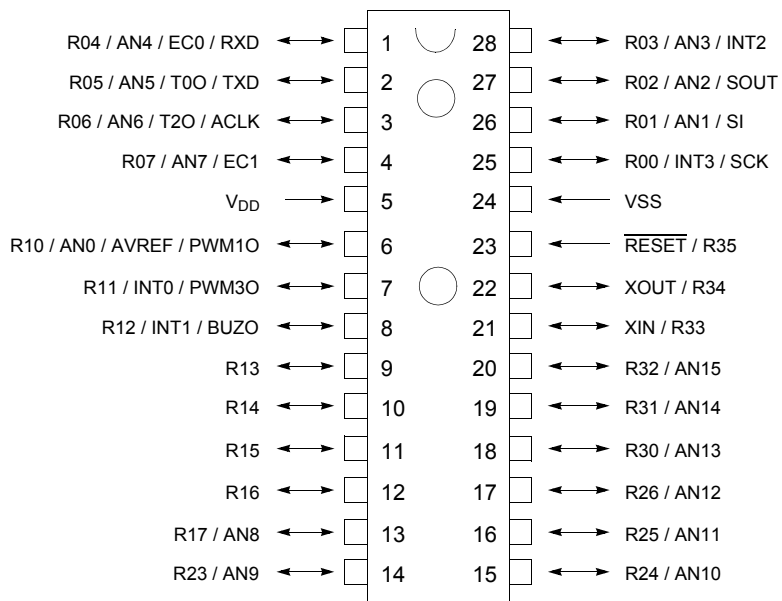 R04 / AN4 / EC0 / RXD 1 28 R03 / AN3 / INT2
R05 / AN5 / T0O / TXD 2 27 R02 / AN2 / SOUT
R06 / AN6 / T2O / ACLK 3 26 R01 / AN1 / SI
R07 / AN7 / EC1 4 25 R00 / INT3 / SCK
VDD 5 24 VSS
R10 / AN0 / AVREF / PWM1O 6 23 RESET / R35
R11 / INT0 / PWM3O 7 22 XOUT / R34
R12 / INT1 / BUZO 8 21 XIN / R33
R13 9 20 R32 / AN15
R14 10 19 R31 / AN14
R15 11 18 R30 / AN13
R16 12 17 R26 / AN12
R17 / AN8 13 16 R25 / AN11
R23 / AN9 14 15 R24 / AN10